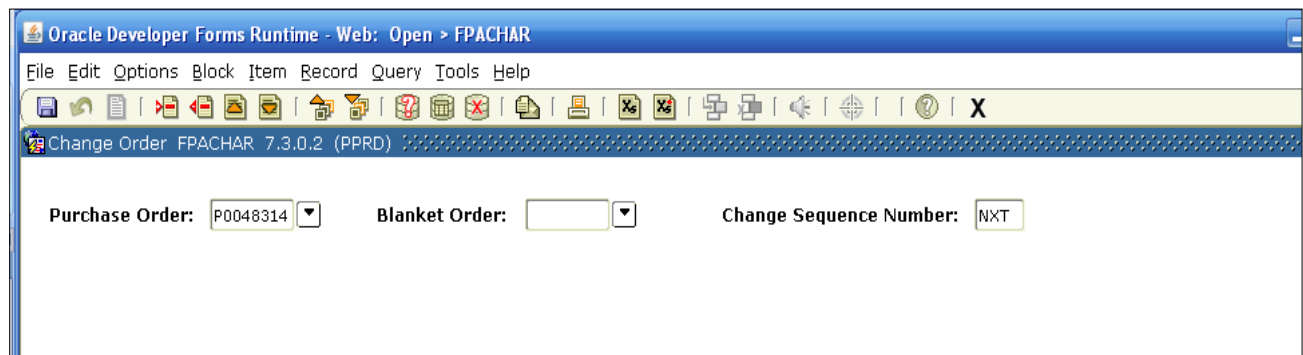 Oracle Developer Forms Runtime - Web: Open > FPACHAR
File Edit Options Block Item Record Query Tools Help
X
Change Order FPACHAR 7.3.0.2 (PPRD)
Purchase Order: P0048314 Blanket Order: Change Sequence Number: NXT